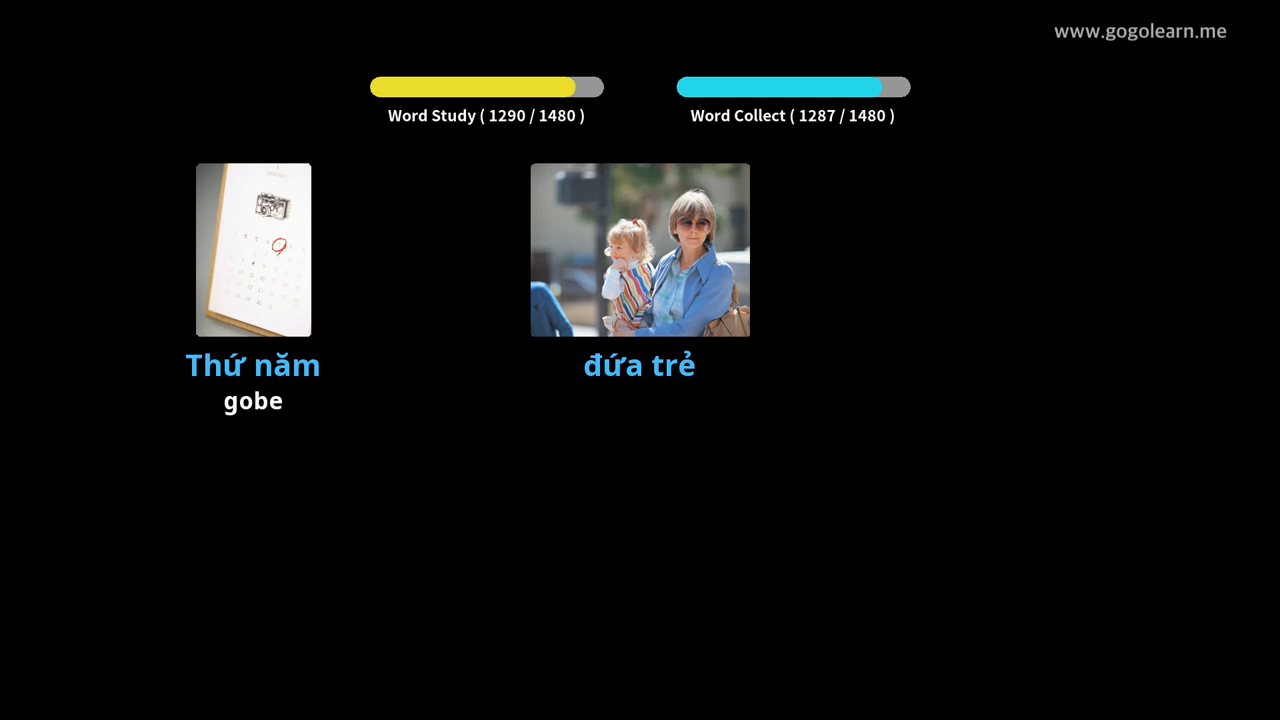 www.gogolearn.me
Word Study ( 1290 / 1480 )
Word Collect ( 1287 / 1480 )
Thứ năm
gobe
đứa trẻ